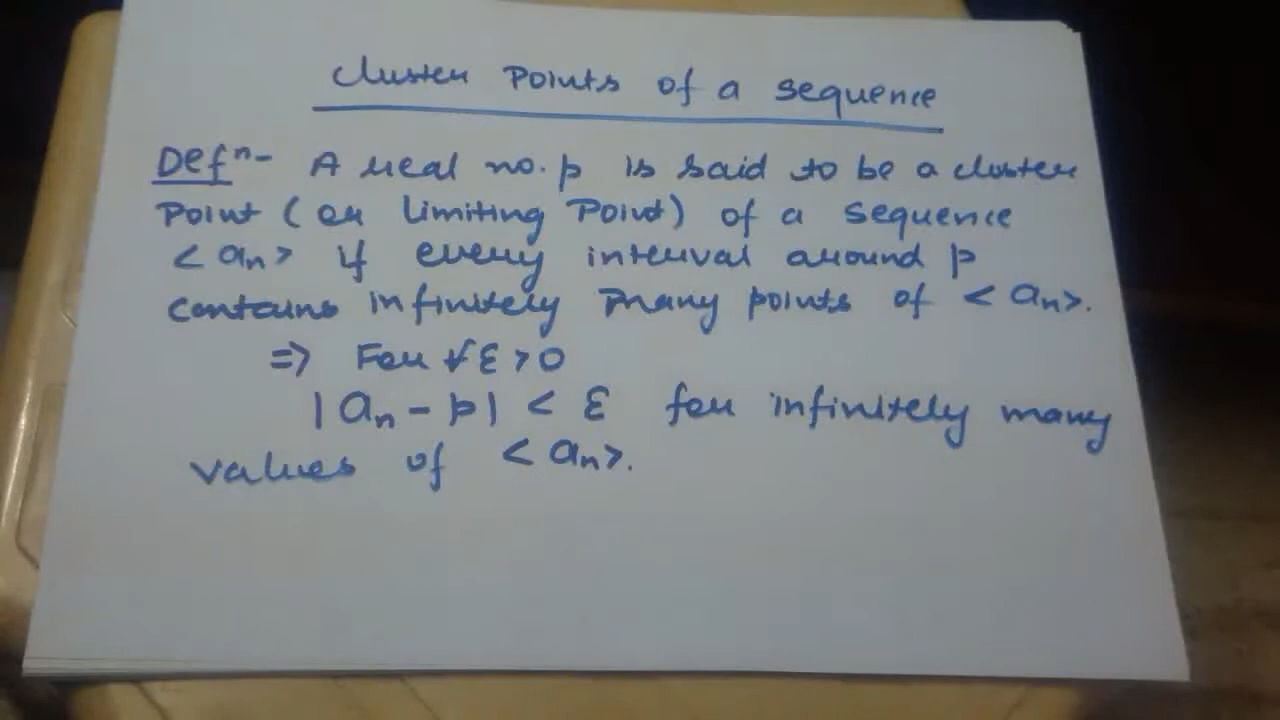 Cluster Points of a sequence
Defⁿ- A real no. p is said to be a cluster
Point (or Limiting Point) of a sequence
<aₙ> if every interval around p
contains infinitely many points of <aₙ>.
=> For ∀ ε > 0
|aₙ - p| < ε for infinitely many
values of <aₙ>.